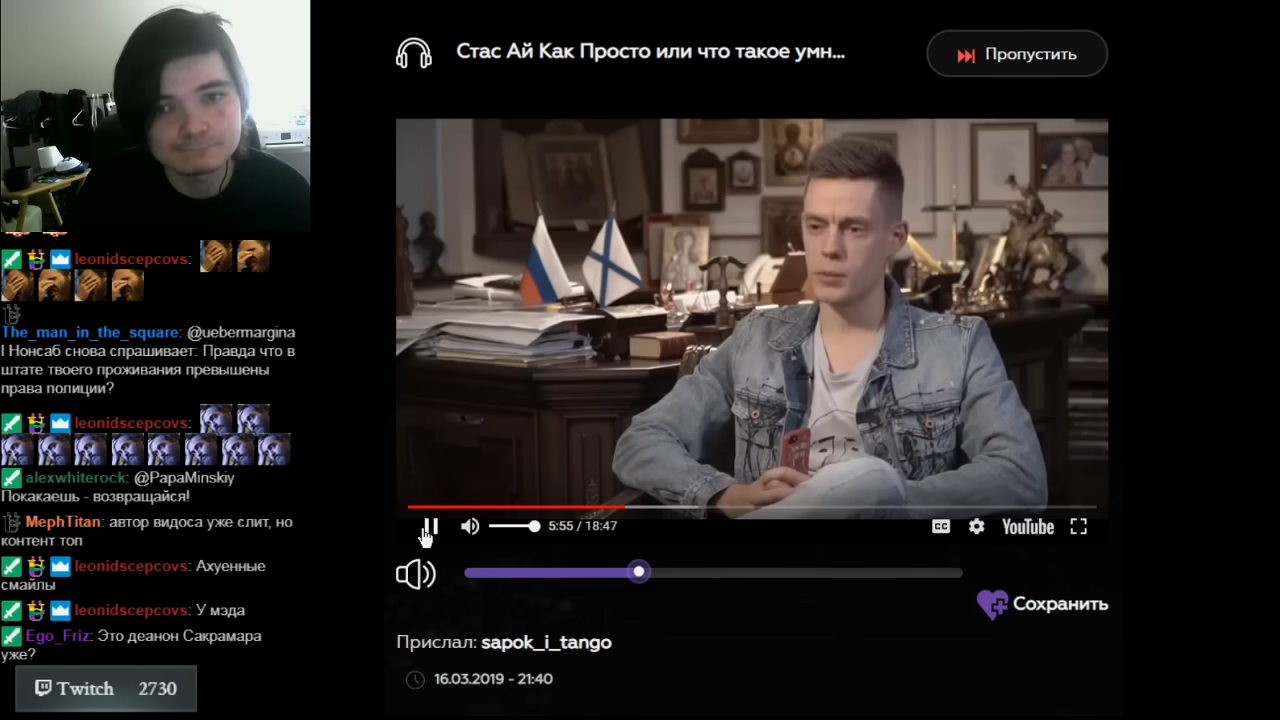 Стас Ай Как Просто или что такое умн...
Пропустить
leonidscepcovs:
The_man_in_the_square: @uebermargina
l Нонсаб снова спрашивает: Правда что в
штате твоего проживания превышены
права полиции?
leonidscepcovs:
alexwhiterock: @PapaMinskiy
Покакаешь - возвращайся!
MephTitan: автор видоса уже слит, но
контент топ
leonidscepcovs: Ахуенные
смайлы
leonidscepcovs: У мэда
Ego_Friz: Это деанон Сакрамара
уже?
Twitch 2730
5:55 / 18:47
CC
YouTube
Сохранить
Прислал: sapok_i_tango
16.03.2019 - 21:40